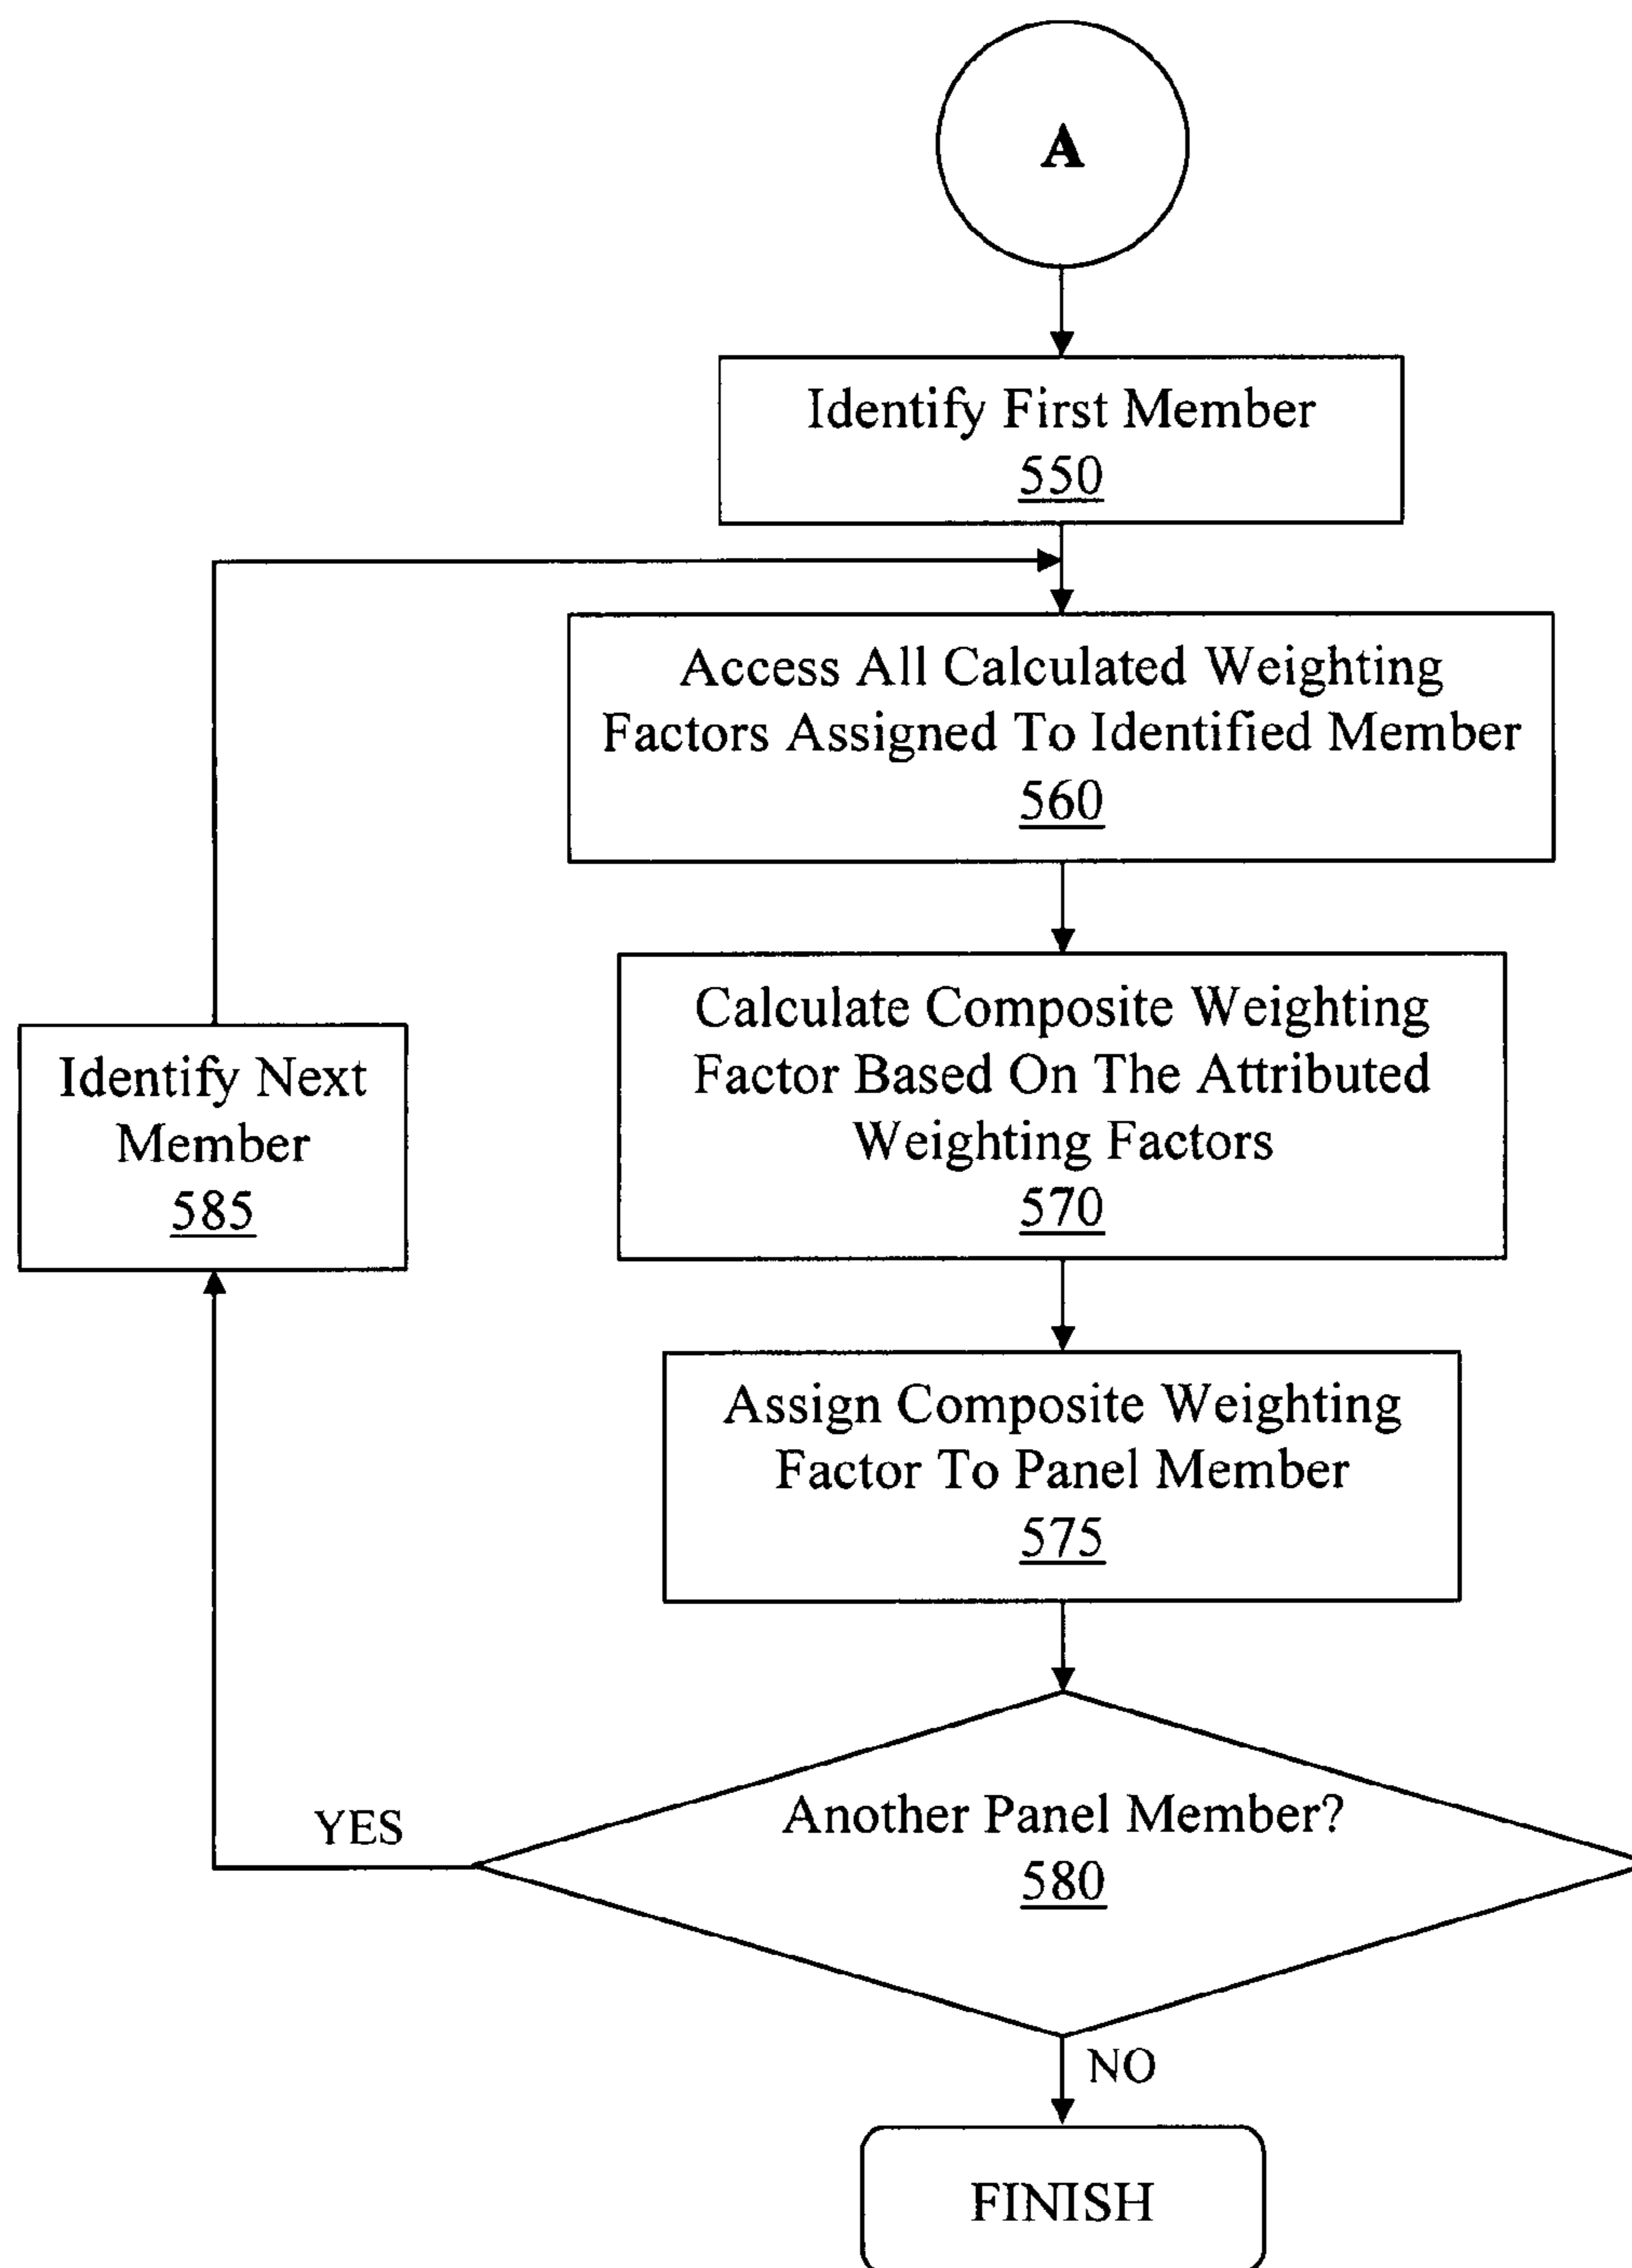 A
Identify First Member
550
Access All Calculated Weighting
Factors Assigned To Identified Member
560
Calculate Composite Weighting
Factor Based On The Attributed
Weighting Factors
570
Identify Next
Member
585
Assign Composite Weighting
Factor To Panel Member
575
Another Panel Member?
580
YES
NO
FINISH